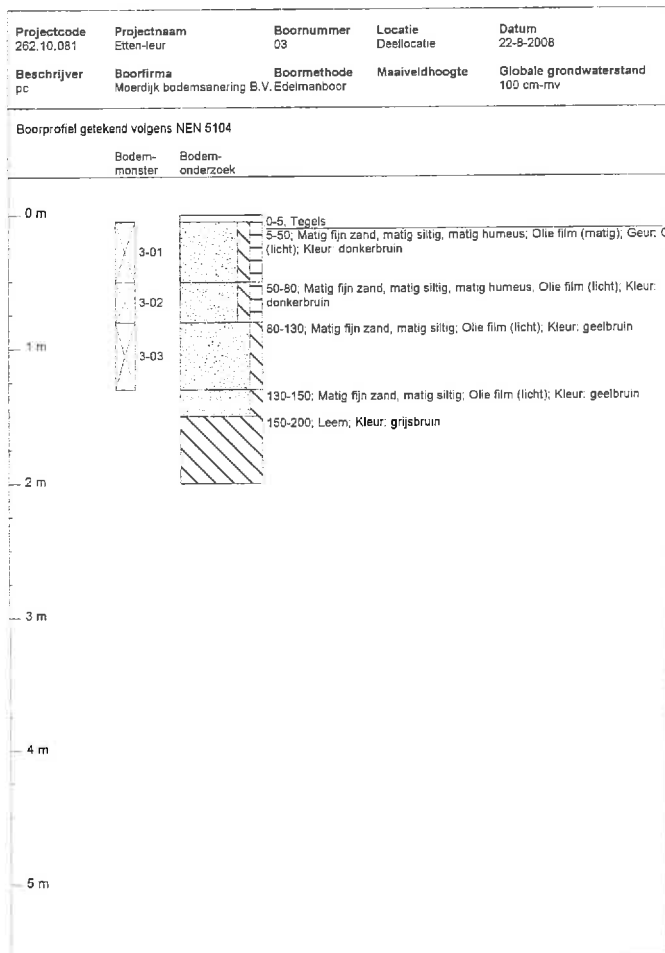 Projectcode Projectnaam Boornummer Locatie Datum
262.10.081 Etten-leur 03 Deellocatie 22-8-2008
Beschrijver Boorfirma Boormethode Maaiveldhoogte Globale grondwaterstand
pc Moerdijk bodemsanering B.V. Edelmanboor 100 cm-mv
Boorprofiel getekend volgens NEN 5104
Bodem- Bodem-
monster onderzoek
0 m
0-5, Tegels
5-50; Matig fijn zand, matig siltig, matig humeus; Olie film (matig); Geur:
3-01 (licht); Kleur: donkerbruin
50-80; Matig fijn zand, matig siltig, matig humeus, Olie film (licht); Kleur:
3-02 donkerbruin
80-130; Matig fijn zand, matig siltig; Olie film (licht); Kleur: geelbruin
1 m
3-03
130-150; Matig fijn zand, matig siltig; Olie film (licht); Kleur: geelbruin
150-200; Leem; Kleur: grijsbruin
2 m
3 m
4 m
5 m